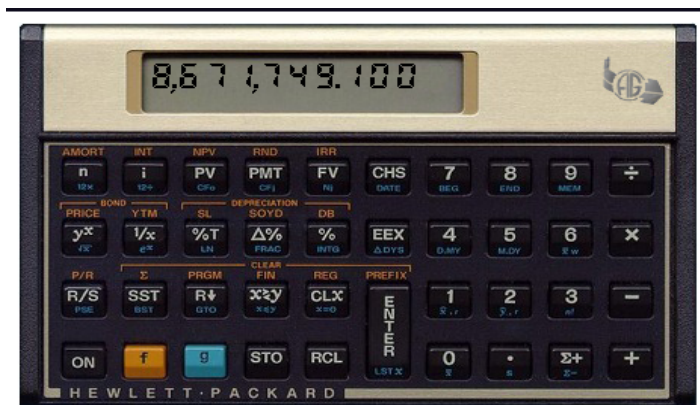 8,671,749.100
AG
AMORT INT NPV RND IRR
n i PV PMT FV CHS 7 8 9 ÷
12× 12÷ CFo CFj Nj DATE BEG END MEM
BOND DEPRECIATION
PRICE YTM SL SOYD DB
yx 1/x %T Δ% % EEX 4 5 6 ×
√x ex LN FRAC INTG ΔDYS D.MY M.DY x̄w
CLEAR
P/R Σ PRGM FIN REG PREFIX
R/S SST R↓ x≷y CLx ENTER 1 2 3 −
PSE BST GTO x≤y x=0 x̂,r ŷ,r n!
ON f g STO RCL 0 · Σ+ +
LSTx x̄ s Σ−
HEWLETT·PACKARD